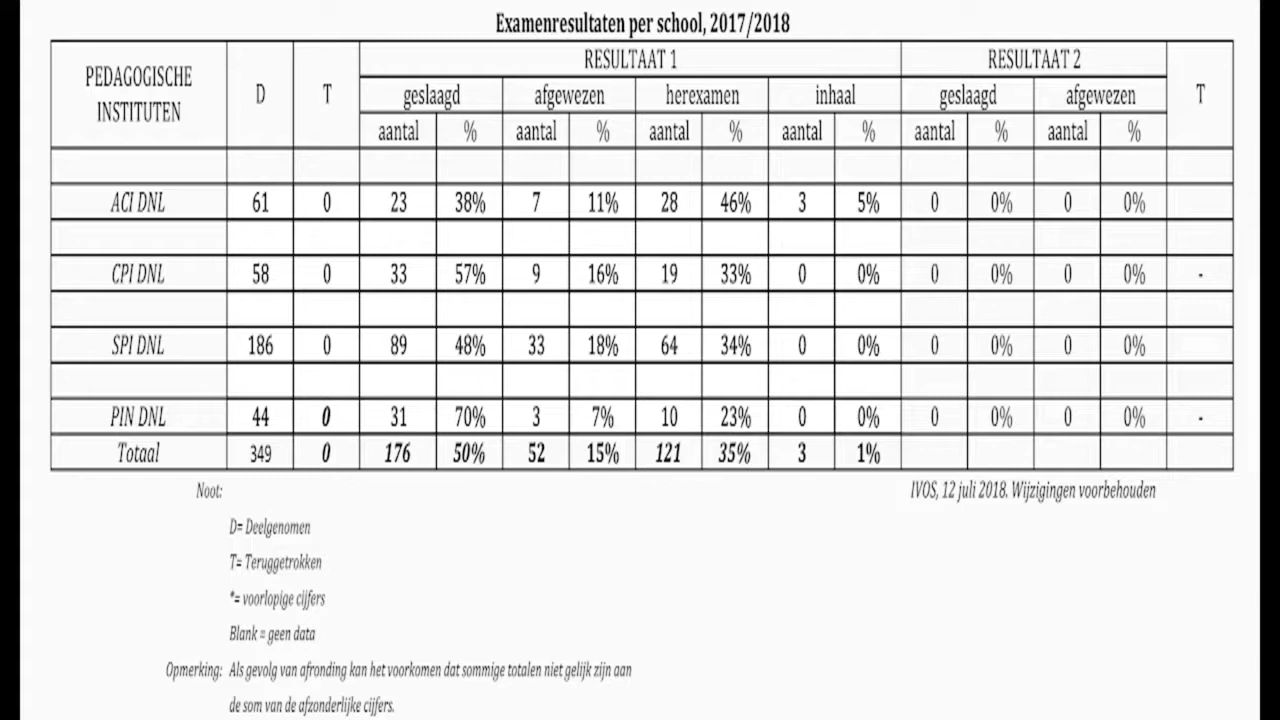 Examenresultaten per school, 2017/2018
PEDAGOGISCHE INSTITUTEN D T RESULTAAT 1 RESULTAAT 2 T
geslaagd afgewezen herexamen inhaal geslaagd afgewezen
aantal % aantal % aantal % aantal % aantal % aantal %
ACI DNL 61 0 23 38% 7 11% 28 46% 3 5% 0 0% 0 0%
CPI DNL 58 0 33 57% 9 16% 19 33% 0 0% 0 0% 0 0% -
SPI DNL 186 0 89 48% 33 18% 64 34% 0 0% 0 0% 0 0%
PIN DNL 44 0 31 70% 3 7% 10 23% 0 0% 0 0% 0 0% -
Totaal 349 0 176 50% 52 15% 121 35% 3 1%
Noot: IVOS, 12 juli 2018. Wijzigingen voorbehouden
D= Deelgenomen
T= Teruggetrokken
*= voorlopige cijfers
Blank = geen data
Opmerking: Als gevolg van afronding kan het voorkomen dat sommige totalen niet gelijk zijn aan
de som van de afzonderlijke cijfers.